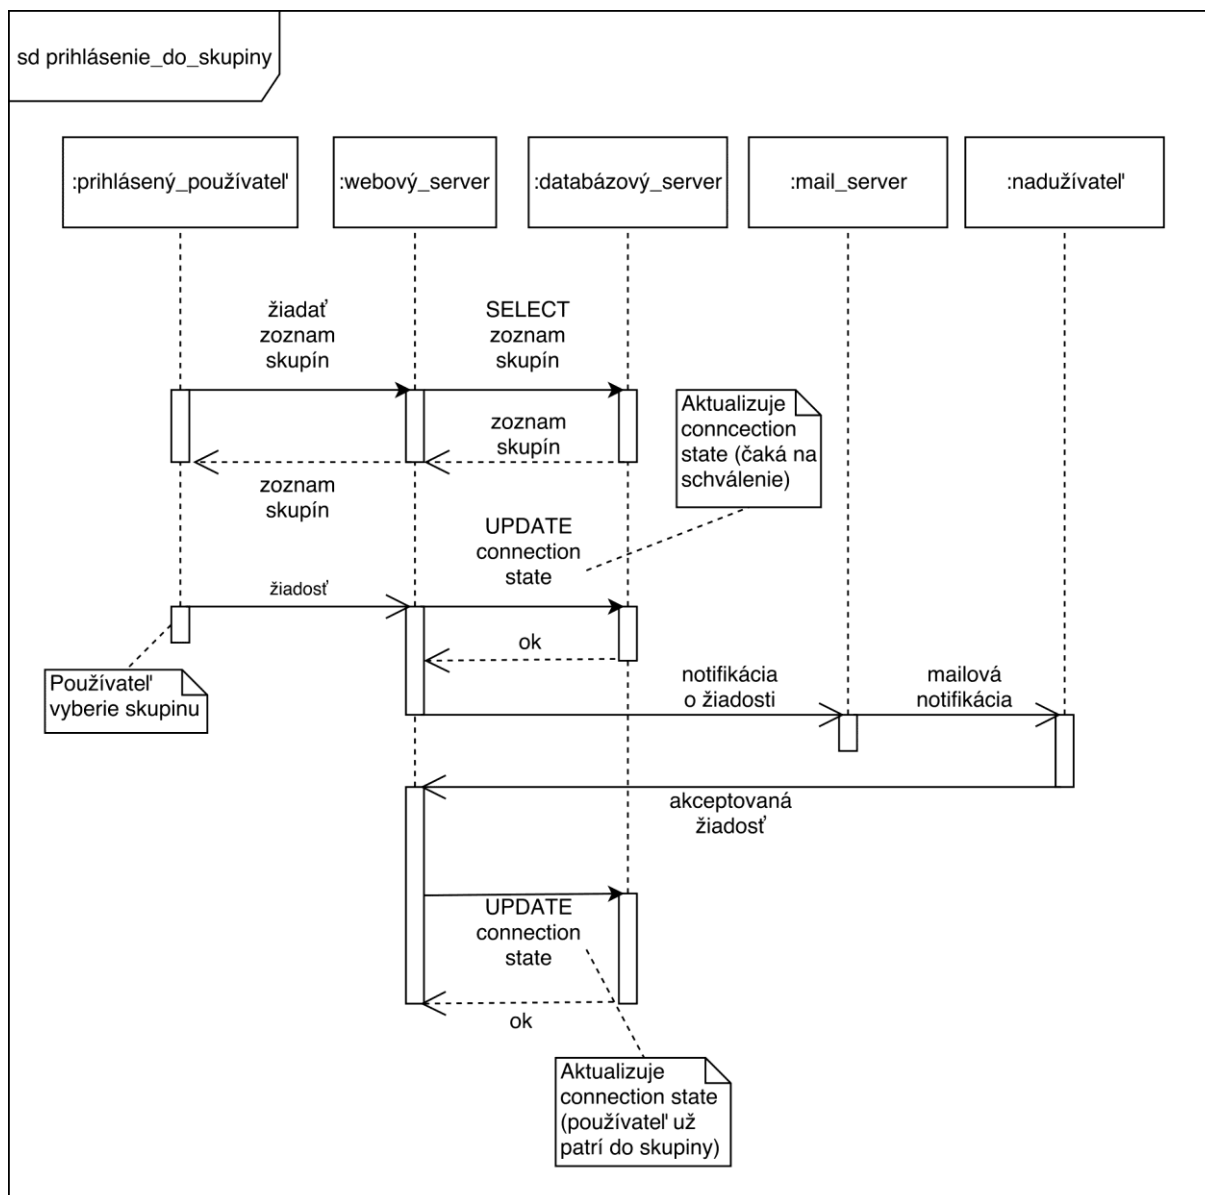 sd prihlásenie_do_skupiny
:prihlásený_používateľ
:webový_server
:databázový_server
:mail_server
:nadužívateľ
žiadať
zoznam
skupín
SELECT
zoznam
skupín
zoznam
skupín
zoznam
skupín
Aktualizuje
conncection
state (čaká na
schválenie)
UPDATE
connection
state
žiadosť
ok
Používateľ
vyberie skupinu
notifikácia
o žiadosti
mailová
notifikácia
akceptovaná
žiadosť
UPDATE
connection
state
ok
Aktualizuje
connection state
(používateľ už
patrí do skupiny)